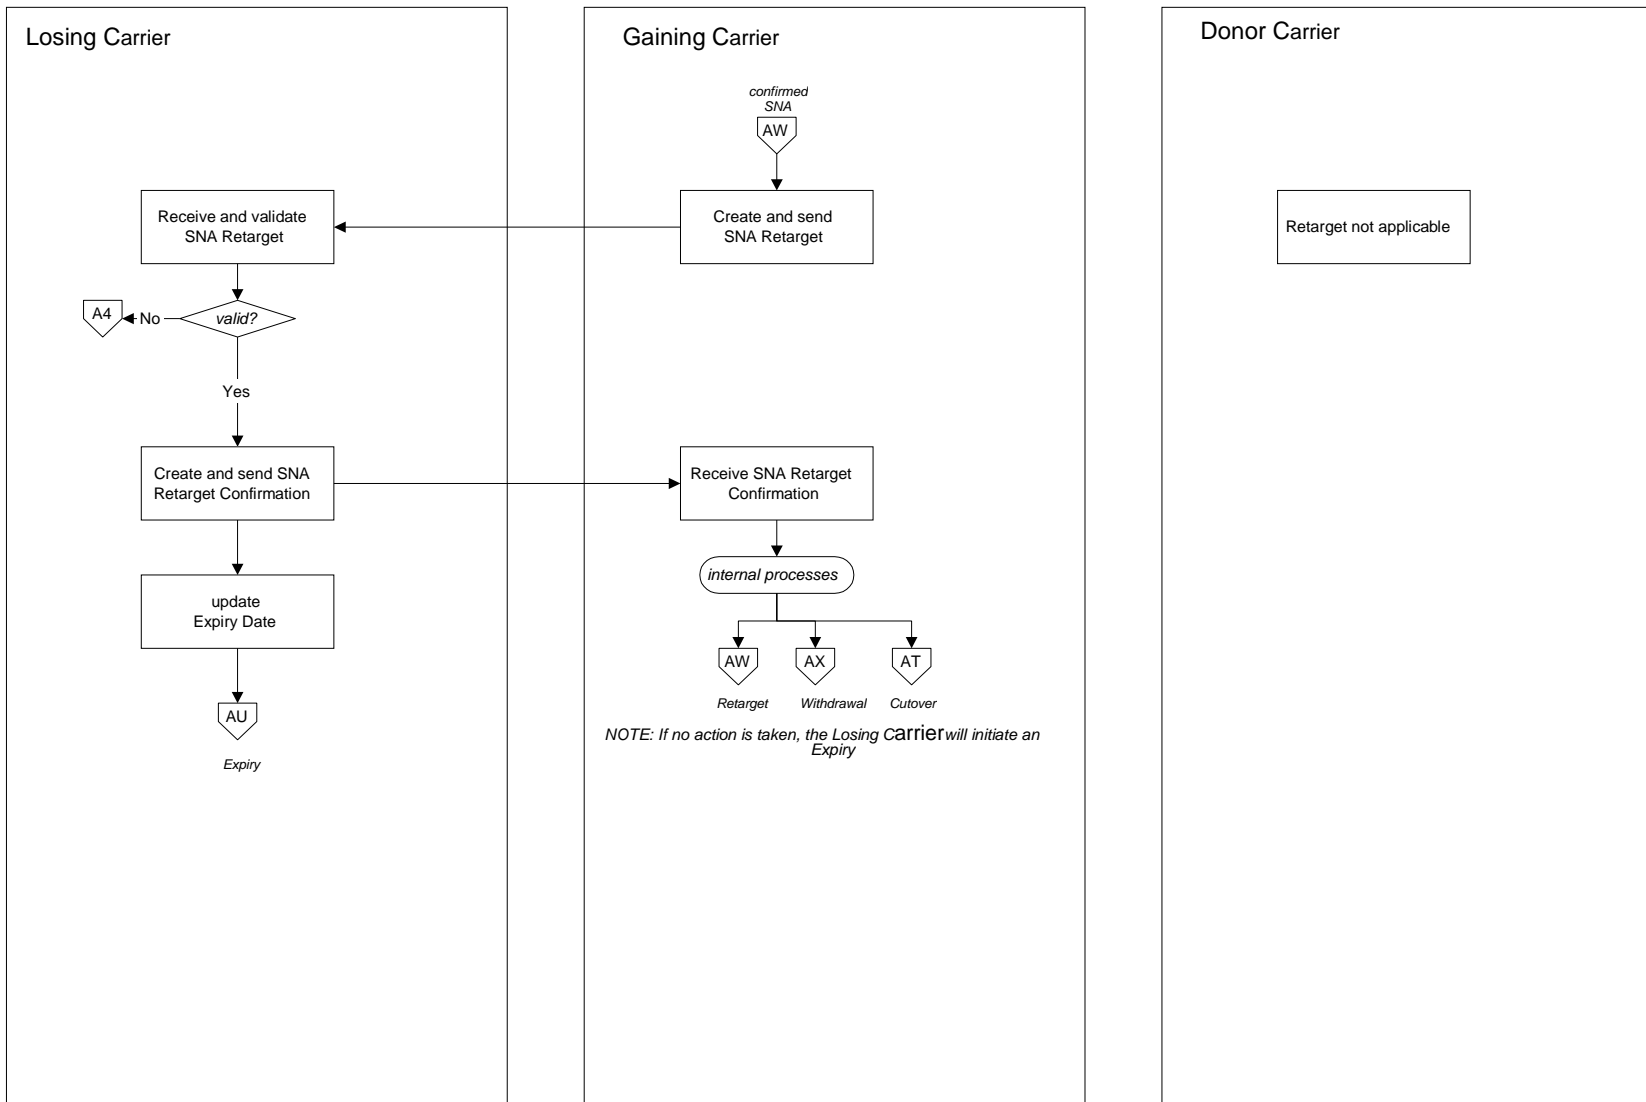 Losing Carrier
Gaining Carrier
Donor Carrier
confirmed
SNA
AW
Receive and validate
SNA Retarget
Create and send
SNA Retarget
Retarget not applicable
A4
No
valid?
Yes
Create and send SNA
Retarget Confirmation
Receive SNA Retarget
Confirmation
internal processes
update
Expiry Date
AW
AX
AT
Retarget
Withdrawal
Cutover
AU
NOTE: If no action is taken, the Losing Carrier will initiate an
Expiry
Expiry